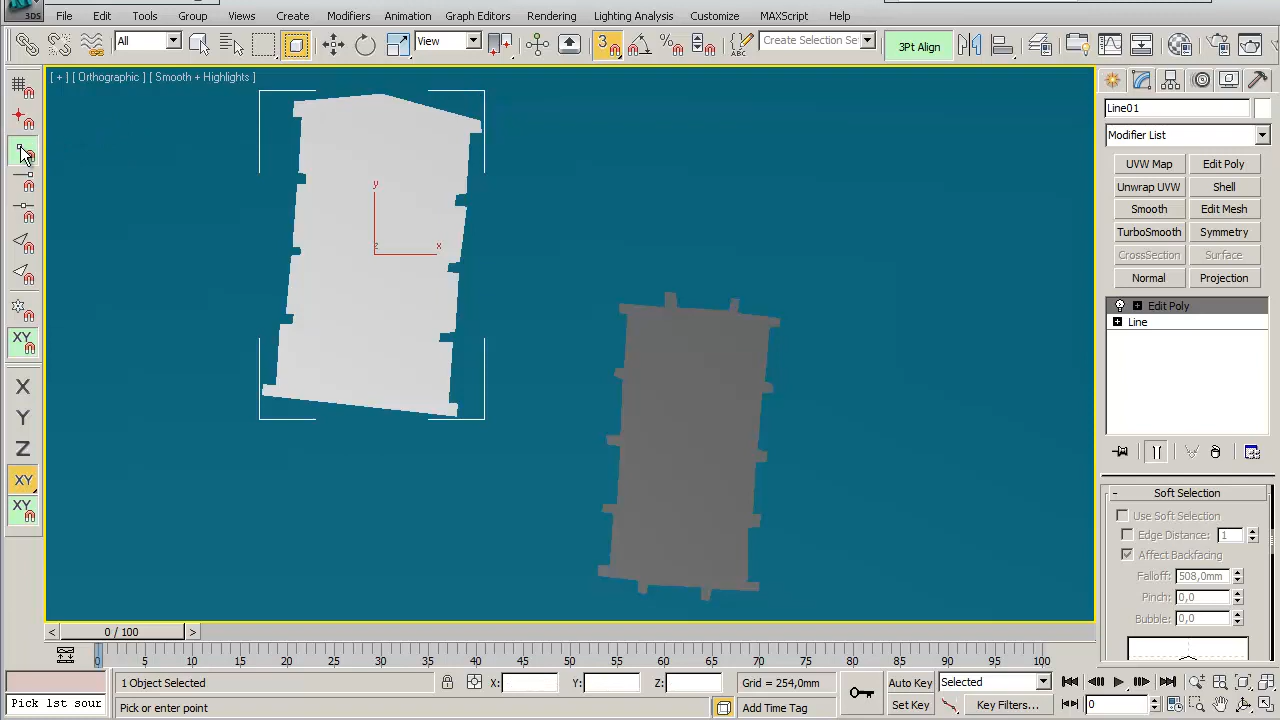 3DS
File Edit Tools Group Views Create Modifiers Animation Graph Editors Rendering Lighting Analysis Customize MAXScript Help
All View 3 Create Selection Se 3Pt Align
[ + ] [ Orthographic ] [ Smooth + Highlights ]
y
x
z
XY
X
Y
Z
XY
XY
Line01
Modifier List
UVW Map Edit Poly
Unwrap UVW Shell
Smooth Edit Mesh
TurboSmooth Symmetry
CrossSection Surface
Normal Projection
Edit Poly
Line
- Soft Selection
Use Soft Selection
Edge Distance: 1
Affect Backfacing
Falloff: 508,0mm
Pinch: 0,0
Bubble: 0,0
< 0 / 100 >
0 5 10 15 20 25 30 35 40 45 50 55 60 65 70 75 80 85 90 95 100
1 Object Selected X: Y: Z: Grid = 254,0mm Auto Key Selected
Pick 1st sour Pick or enter point Add Time Tag Set Key Key Filters... 0